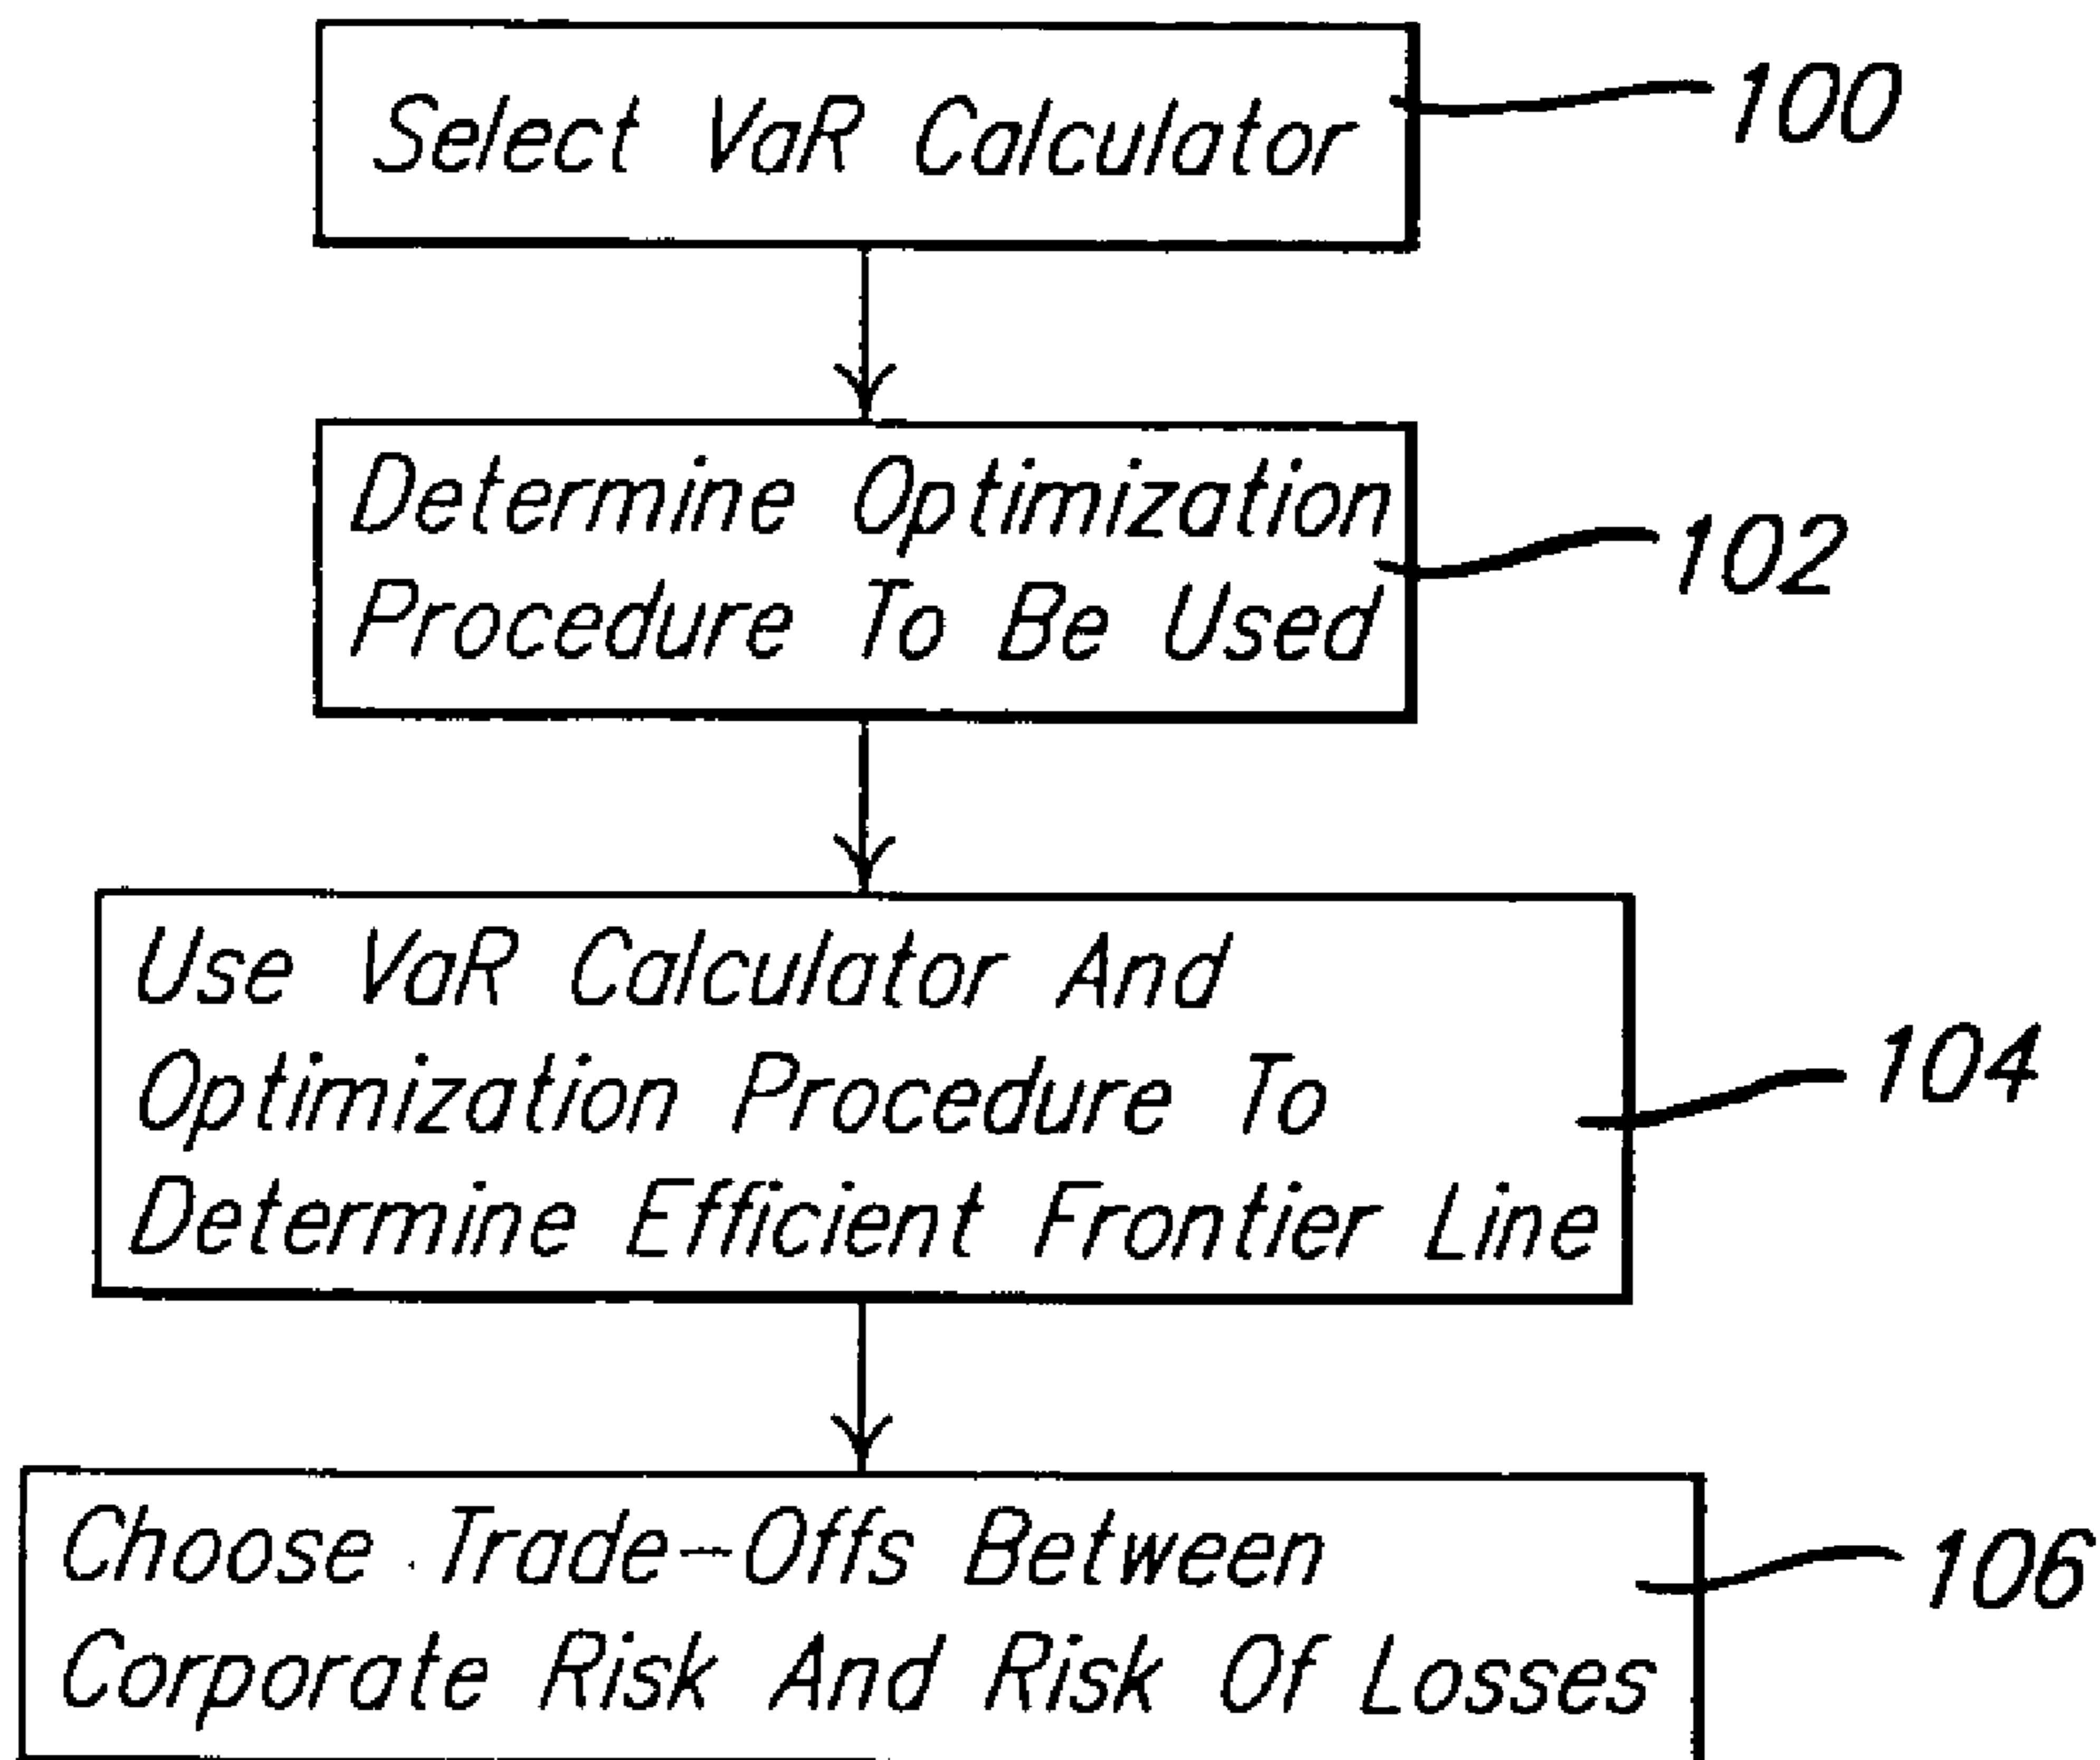 Select VaR Calculator
100
Determine Optimization
Procedure To Be Used
102
Use VaR Calculator And
Optimization Procedure To
Determine Efficient Frontier Line
104
Choose Trade-Offs Between
Corporate Risk And Risk Of Losses
106